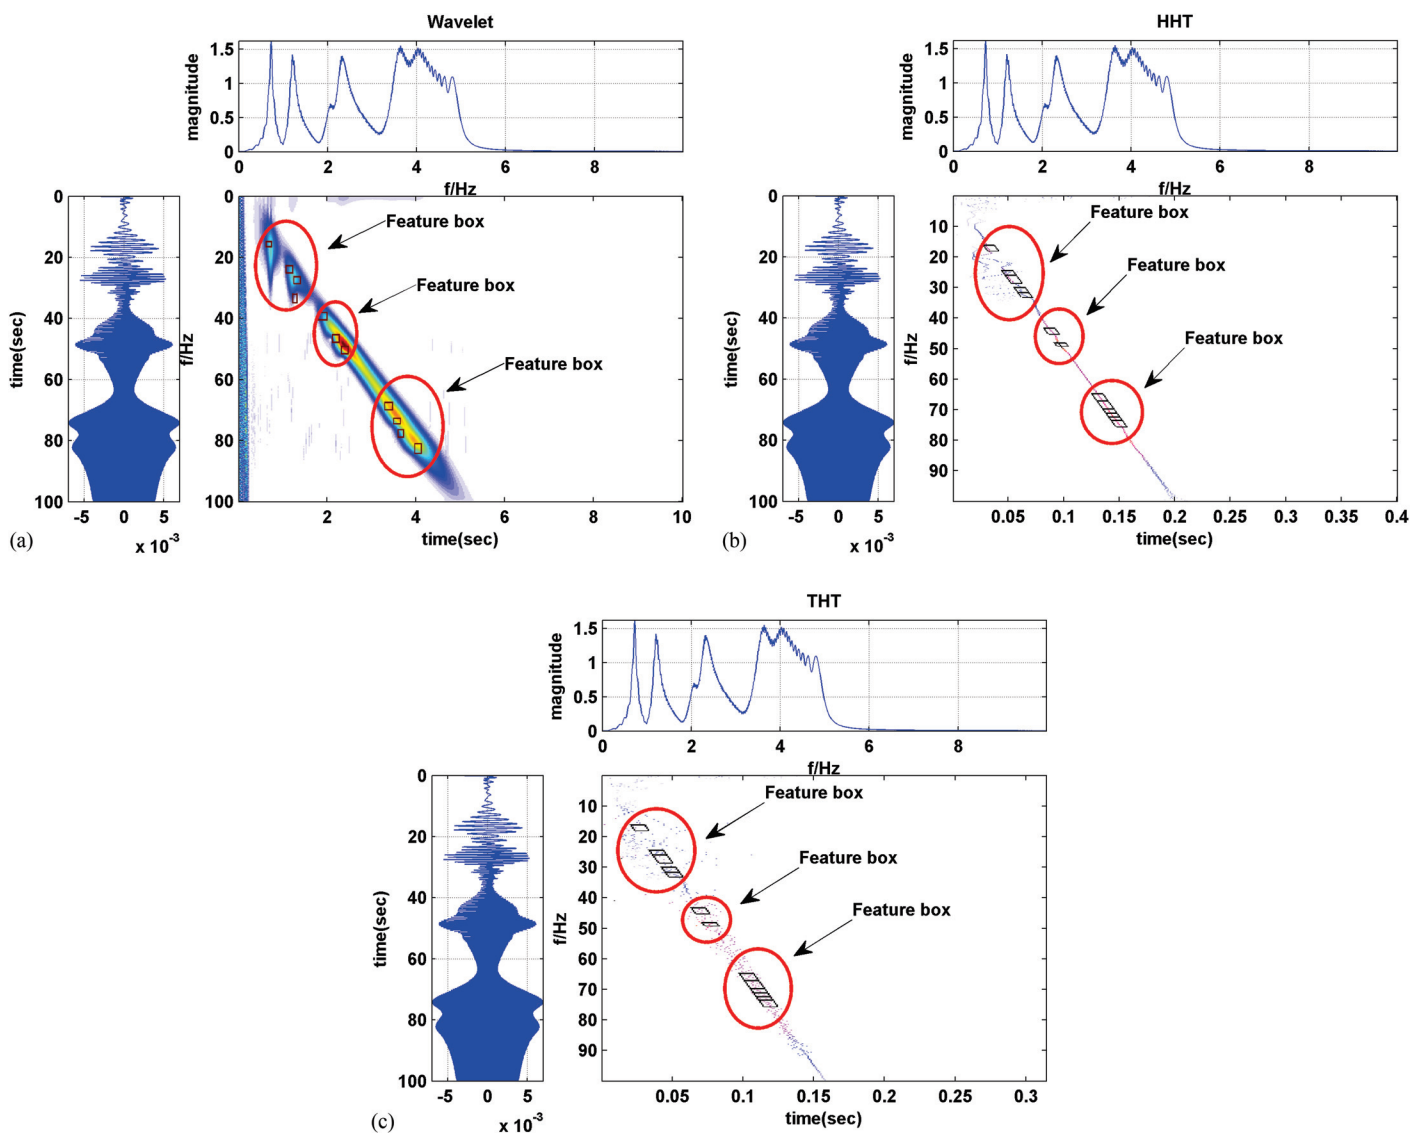 Wavelet
1.5
1
0.5
0
magnitude
0 2 4 6 8
f/Hz
0
20
40
60
80
100
time(sec)
-5 0 5
x 10-3
0
20
40
60
80
100
f/Hz
Feature box
Feature box
Feature box
2 4 6 8 10
time(sec)
(a)
HHT
1.5
1
0.5
0
magnitude
0 2 4 6 8
f/Hz
0
20
40
60
80
100
time(sec)
-5 0 5
x 10-3
10
20
30
40
50
60
70
80
90
f/Hz
Feature box
Feature box
Feature box
0.05 0.1 0.15 0.2 0.25 0.3 0.35 0.4
time(sec)
(b)
THT
1.5
1
0.5
0
magnitude
0 2 4 6 8
f/Hz
0
20
40
60
80
100
time(sec)
-5 0 5
x 10-3
10
20
30
40
50
60
70
80
90
f/Hz
Feature box
Feature box
Feature box
0.05 0.1 0.15 0.2 0.25 0.3
time(sec)
(c)